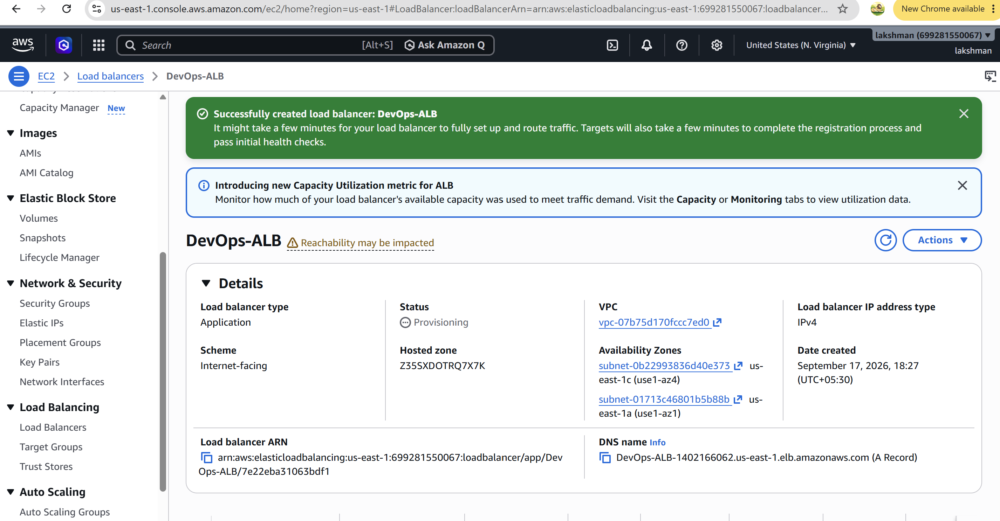 us-east-1.console.aws.amazon.com/ec2/home?region=us-east-1#LoadBalancer:loadBalancerArn=arn:aws:elasticloadbalancing:us-east-1:699281550067:loadbalancer...
New Chrome available
aws
Search
[Alt+S]
Ask Amazon Q
United States (N. Virginia)
lakshman (699281550067)
lakshman
EC2
Load balancers
DevOps-ALB
Capacity Manager New
Images
AMIs
AMI Catalog
Elastic Block Store
Volumes
Snapshots
Lifecycle Manager
Network & Security
Security Groups
Elastic IPs
Placement Groups
Key Pairs
Network Interfaces
Load Balancing
Load Balancers
Target Groups
Trust Stores
Auto Scaling
Auto Scaling Groups
Successfully created load balancer: DevOps-ALB
It might take a few minutes for your load balancer to fully set up and route traffic. Targets will also take a few minutes to complete the registration process and
pass initial health checks.
Introducing new Capacity Utilization metric for ALB
Monitor how much of your load balancer's available capacity was used to meet traffic demand. Visit the Capacity or Monitoring tabs to view utilization data.
DevOps-ALB
Reachability may be impacted
Actions
Details
Load balancer type
Application
Scheme
Internet-facing
Status
Provisioning
Hosted zone
Z35SXDOTRQ7X7K
VPC
vpc-07b75d170fccc7ed0
Availability Zones
subnet-0b22993836d40e373 us-
east-1c (use1-az4)
subnet-01713c46801b5b88b us-
east-1a (use1-az1)
Load balancer IP address type
IPv4
Date created
September 17, 2026, 18:27
(UTC+05:30)
Load balancer ARN
arn:aws:elasticloadbalancing:us-east-1:699281550067:loadbalancer/app/Dev
Ops-ALB/7e22eba31063bdf1
DNS name Info
DevOps-ALB-1402166062.us-east-1.elb.amazonaws.com (A Record)